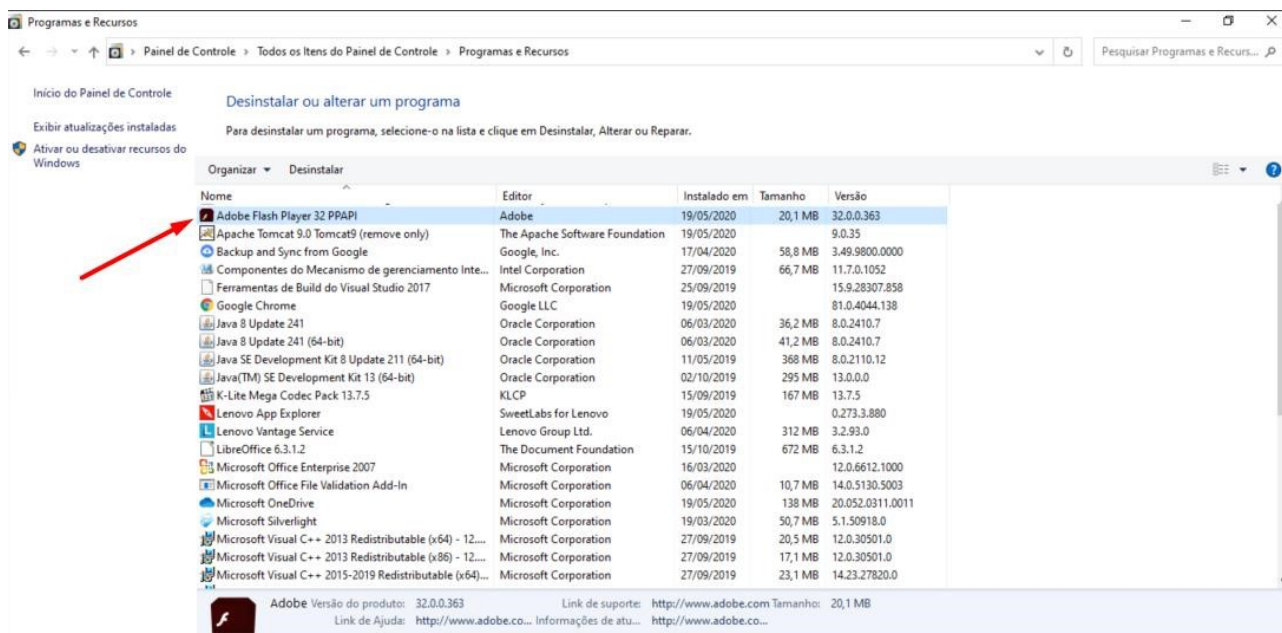 Programas e Recursos
Painel de Controle > Todos os Itens do Painel de Controle > Programas e Recursos
Pesquisar Programas e Recurs...
Início do Painel de Controle
Exibir atualizações instaladas
Ativar ou desativar recursos do
Windows
Desinstalar ou alterar um programa
Para desinstalar um programa, selecione-o na lista e clique em Desinstalar, Alterar ou Reparar.
Organizar Desinstalar
Nome Editor Instalado em Tamanho Versão
Adobe Flash Player 32 PPAPI Adobe 19/05/2020 20,1 MB 32.0.0.363
Apache Tomcat 9.0 Tomcat9 (remove only) The Apache Software Foundation 19/05/2020 9.0.35
Backup and Sync from Google Google, Inc. 17/04/2020 58,8 MB 3.49.9800.0000
Componentes do Mecanismo de gerenciamento Inte... Intel Corporation 27/09/2019 66,7 MB 11.7.0.1052
Ferramentas de Build do Visual Studio 2017 Microsoft Corporation 25/09/2019 15.9.28307.858
Google Chrome Google LLC 19/05/2020 81.0.4044.138
Java 8 Update 241 Oracle Corporation 06/03/2020 36,2 MB 8.0.2410.7
Java 8 Update 241 (64-bit) Oracle Corporation 06/03/2020 41,2 MB 8.0.2410.7
Java SE Development Kit 8 Update 211 (64-bit) Oracle Corporation 11/05/2019 368 MB 8.0.2110.12
Java(TM) SE Development Kit 13 (64-bit) Oracle Corporation 02/10/2019 295 MB 13.0.0.0
K-Lite Mega Codec Pack 13.7.5 KLCP 15/09/2019 167 MB 13.7.5
Lenovo App Explorer SweetLabs for Lenovo 19/05/2020 0.273.3.880
Lenovo Vantage Service Lenovo Group Ltd. 06/04/2020 312 MB 3.2.93.0
LibreOffice 6.3.1.2 The Document Foundation 15/10/2019 672 MB 6.3.1.2
Microsoft Office Enterprise 2007 Microsoft Corporation 16/03/2020 12.0.6612.1000
Microsoft Office File Validation Add-In Microsoft Corporation 06/04/2020 10,7 MB 14.0.5130.5003
Microsoft OneDrive Microsoft Corporation 19/05/2020 138 MB 20.052.0311.0011
Microsoft Silverlight Microsoft Corporation 19/03/2020 50,7 MB 5.1.50918.0
Microsoft Visual C++ 2013 Redistributable (x64) - 12.... Microsoft Corporation 27/09/2019 20,5 MB 12.0.30501.0
Microsoft Visual C++ 2013 Redistributable (x86) - 12.... Microsoft Corporation 27/09/2019 17,1 MB 12.0.30501.0
Microsoft Visual C++ 2015-2019 Redistributable (x64)... Microsoft Corporation 27/09/2019 23,1 MB 14.23.27820.0
Adobe Versão do produto: 32.0.0.363 Link de suporte: http://www.adobe.com Tamanho: 20,1 MB
Link de Ajuda: http://www.adobe.co... Informações de atu... http://www.adobe.co...